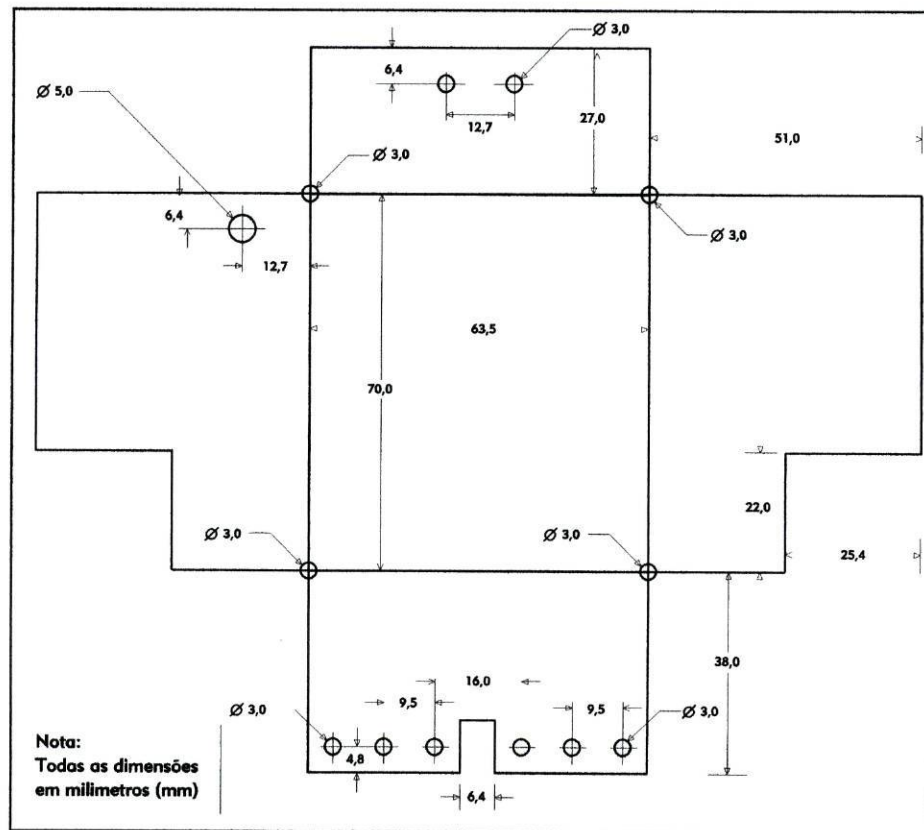 Ø 3,0
6,4
Ø 5,0
27,0
12,7
51,0
Ø 3,0
6,4
Ø 3,0
12,7
63,5
70,0
22,0
Ø 3,0
Ø 3,0
25,4
38,0
16,0
9,5
9,5
Ø 3,0
Ø 3,0
Nota:
Todas as dimensões
em milimetros (mm)
4,8
6,4